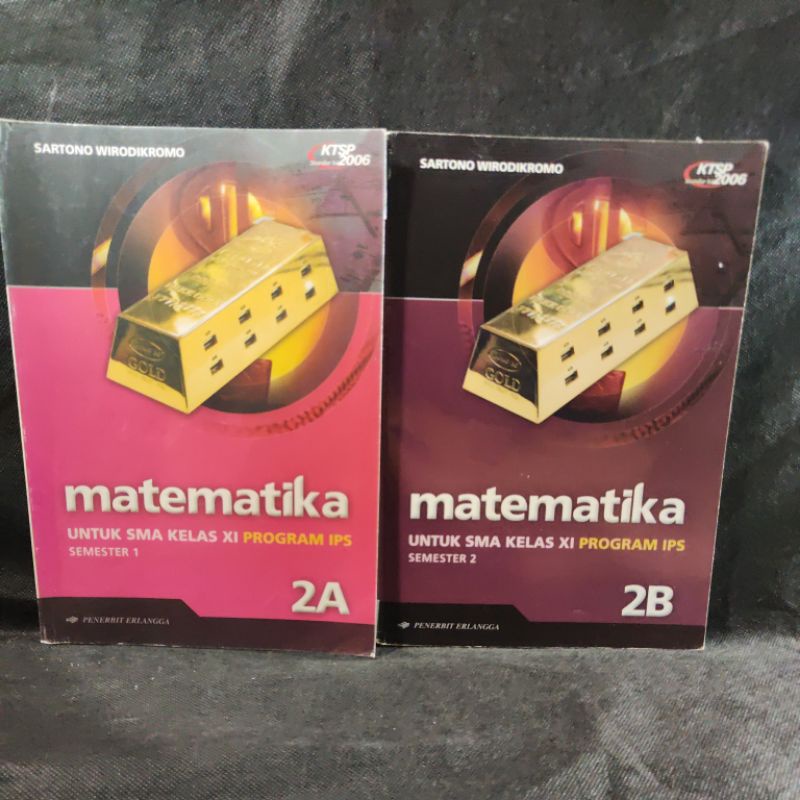 SARTONO WIRODIKROMO
KTSP
2006
GOLD
matematika
UNTUK SMA KELAS XI PROGRAM IPS
SEMESTER 1
2A
PENERBIT ERLANGGA
SARTONO WIRODIKROMO
KTSP
2006
GOLD
matematika
UNTUK SMA KELAS XI PROGRAM IPS
SEMESTER 2
2B
PENERBIT ERLANGGA